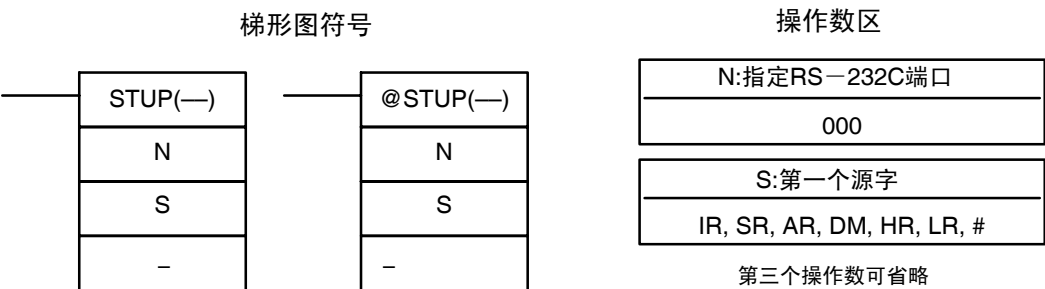 梯形图符号
STUP(—)
N
S
–
@STUP(—)
N
S
–
操作数区
N:指定RS－232C端口
000
S:第一个源字
IR, SR, AR, DM, HR, LR, #
第三个操作数可省略